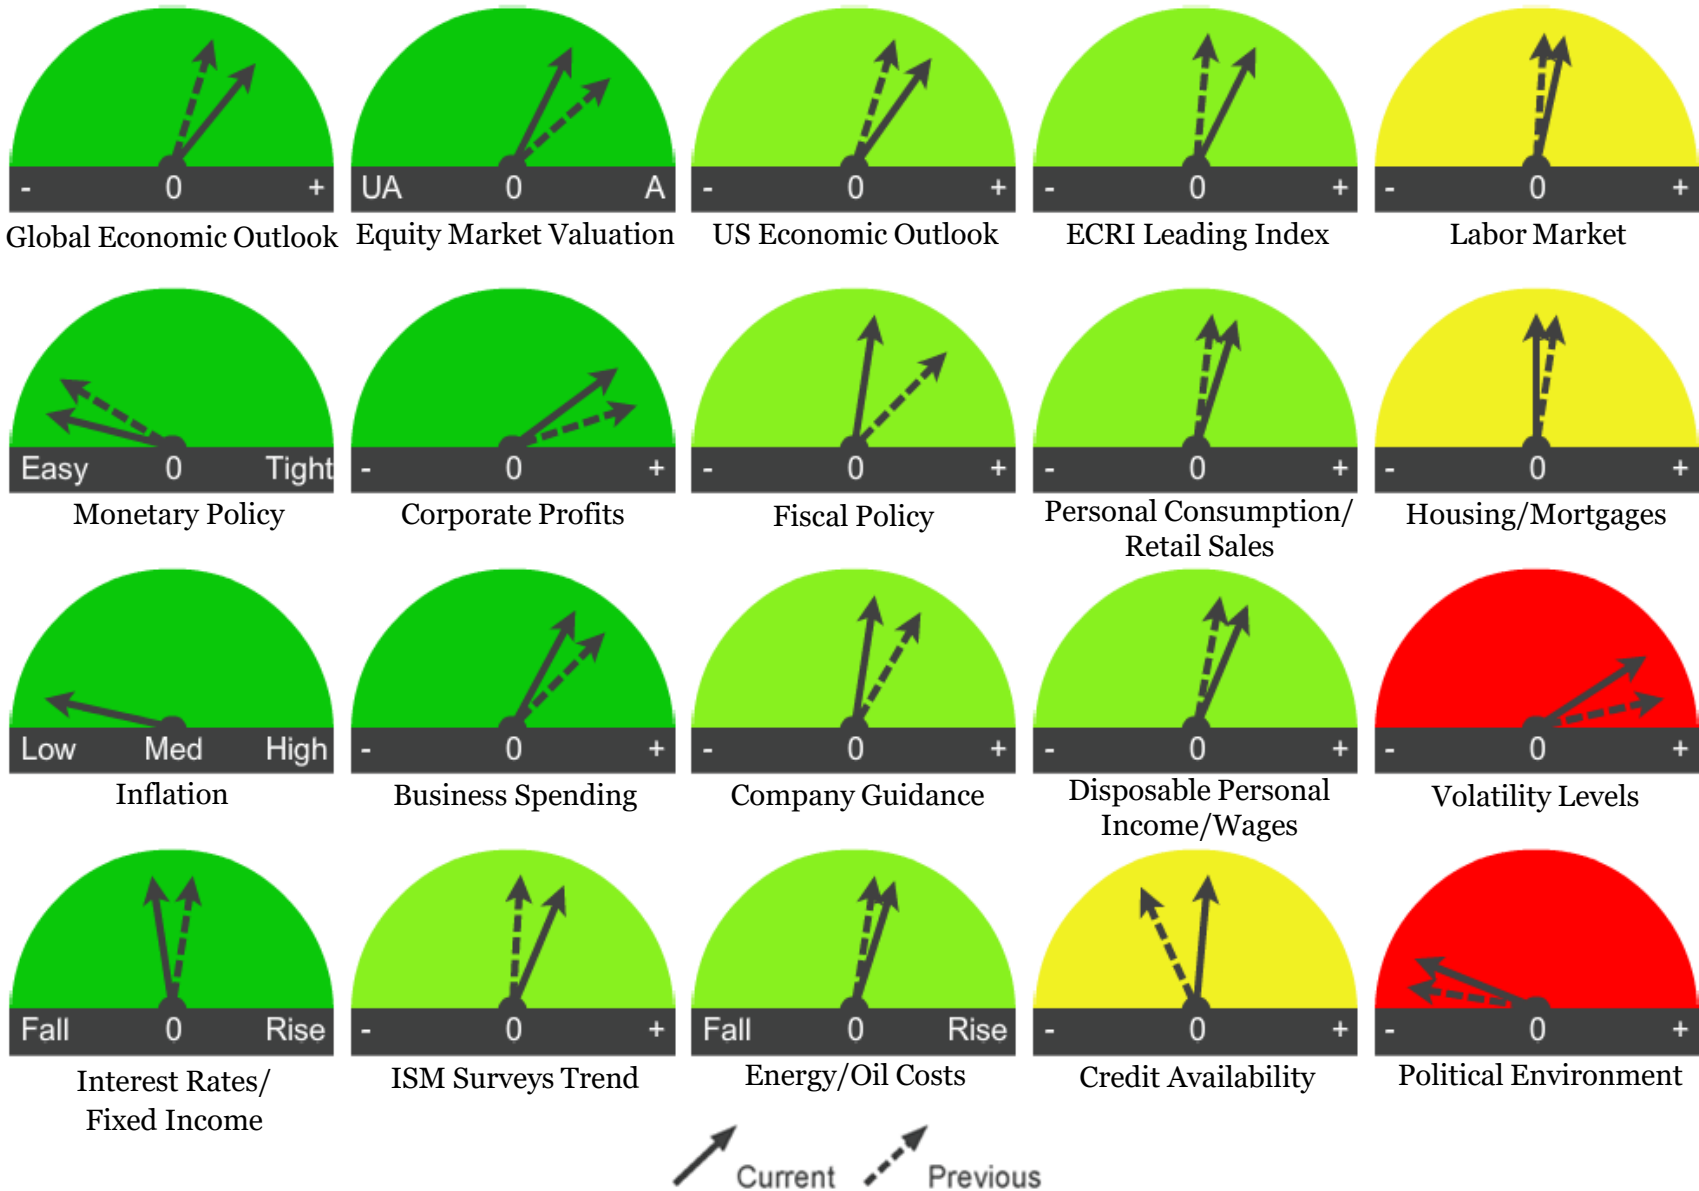 - 0 +
UA 0 A
- 0 +
- 0 +
- 0 +
Global Economic Outlook
Equity Market Valuation
US Economic Outlook
ECRI Leading Index
Labor Market
Easy 0 Tight
- 0 +
- 0 +
- 0 +
- 0 +
Monetary Policy
Corporate Profits
Fiscal Policy
Personal Consumption/
Retail Sales
Housing/Mortgages
Low Med High
- 0 +
- 0 +
- 0 +
- 0 +
Inflation
Business Spending
Company Guidance
Disposable Personal
Income/Wages
Volatility Levels
Fall 0 Rise
- 0 +
Fall 0 Rise
- 0 +
- 0 +
Interest Rates/
Fixed Income
ISM Surveys Trend
Energy/Oil Costs
Credit Availability
Political Environment
Current
Previous